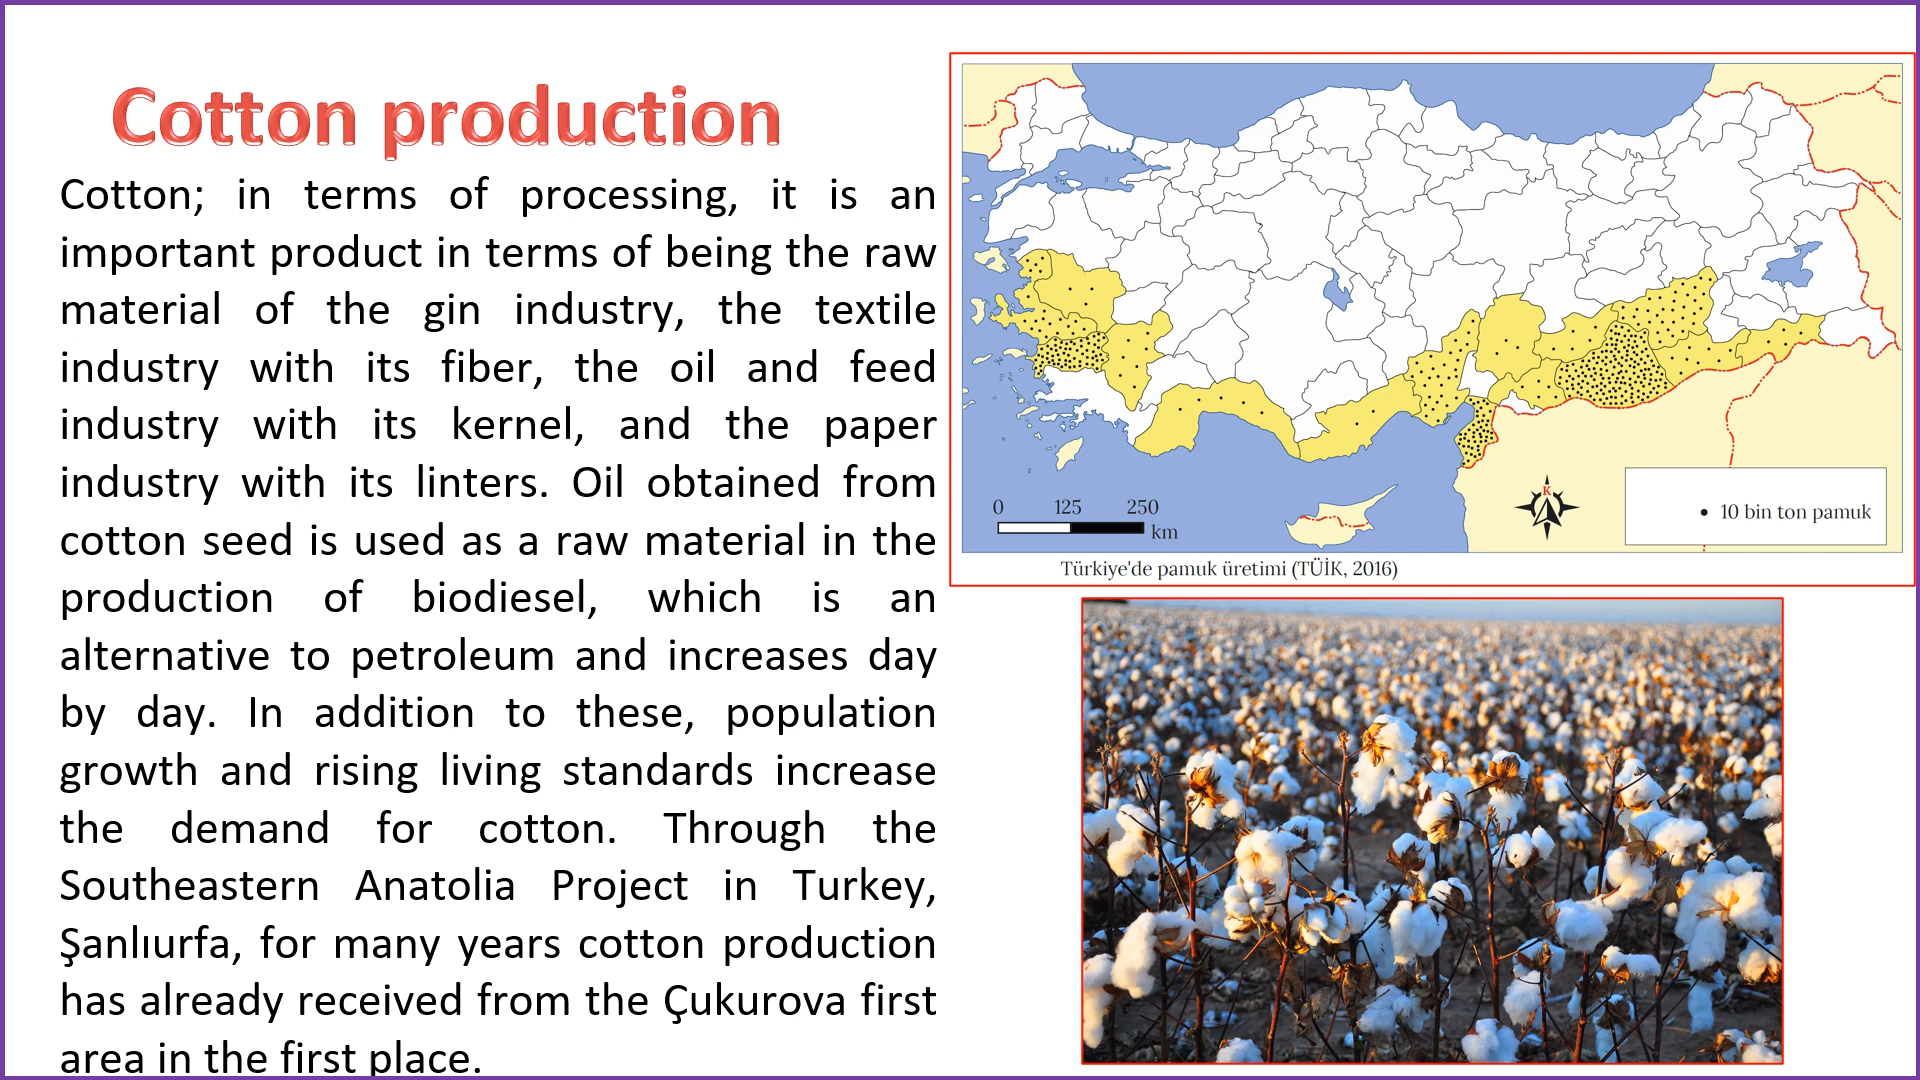 Cotton production
Cotton; in terms of processing, it is an
important product in terms of being the raw
material of the gin industry, the textile
industry with its fiber, the oil and feed
industry with its kernel, and the paper
industry with its linters. Oil obtained from
cotton seed is used as a raw material in the
production of biodiesel, which is an
alternative to petroleum and increases day
by day. In addition to these, population
growth and rising living standards increase
the demand for cotton. Through the
Southeastern Anatolia Project in Turkey,
Şanlıurfa, for many years cotton production
has already received from the Çukurova first
area in the first place.
0 125 250
km
K
10 bin ton pamuk
Türkiye'de pamuk üretimi (TÜİK, 2016)